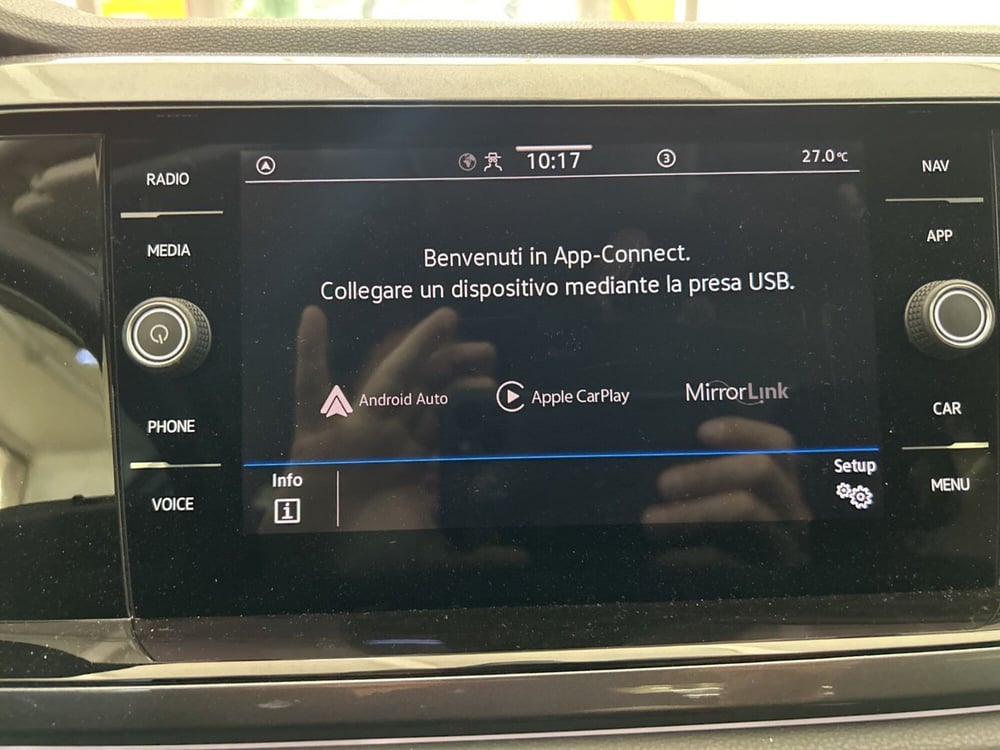 RADIO
MEDIA
PHONE
VOICE
10:17
3
27.0°C
Benvenuti in App-Connect.
Collegare un dispositivo mediante la presa USB.
Android Auto
Apple CarPlay
MirrorLink
Info
i
Setup
NAV
APP
CAR
MENU